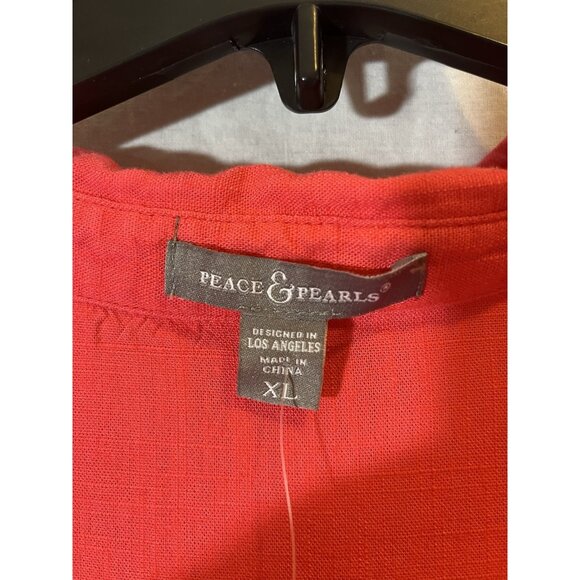 PEACE & PEARLS®
DESIGNED IN
LOS ANGELES
MADE IN
CHINA
XL